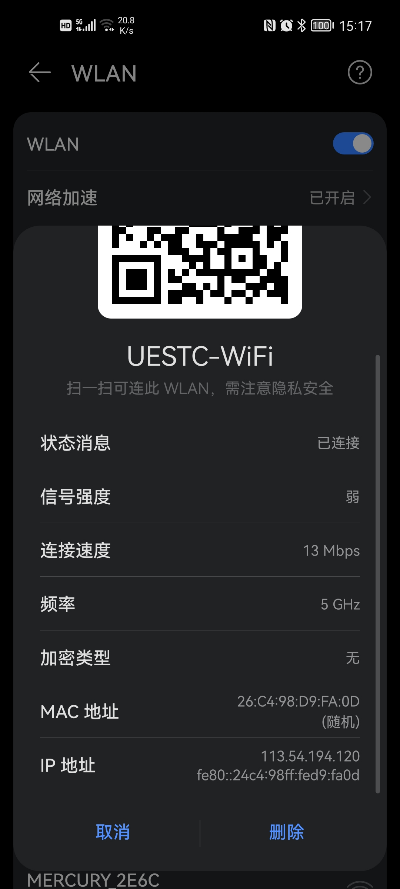 HD 5G 20.8 K/s 100 15:17
WLAN
WLAN
网络加速 已开启
UESTC-WiFi
扫一扫可连此 WLAN，需注意隐私安全
状态消息 已连接
信号强度 弱
连接速度 13 Mbps
频率 5 GHz
加密类型 无
MAC 地址 26:C4:98:D9:FA:0D
(随机)
IP 地址 113.54.194.120
fe80::24c4:98ff:fed9:fa0d
取消 删除
MERCURY_2E6C